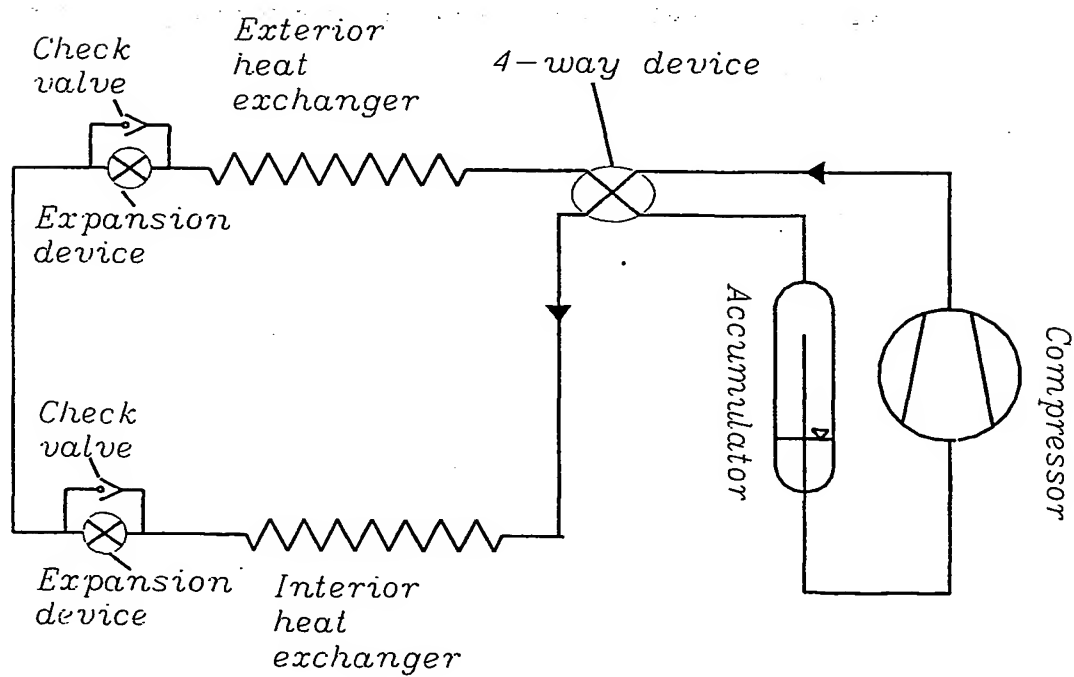 Check
valve
Exterior
heat
exchanger
4-way device
Expansion
device
Accumulator
Compressor
Check
valve
Expansion
device
Interior
heat
exchanger